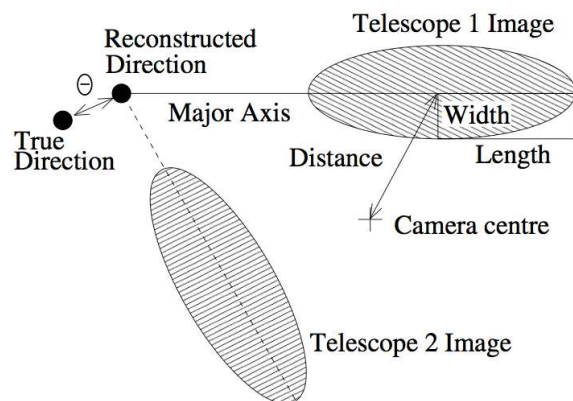 Telescope 1 Image
Reconstructed
Direction
Θ
Major Axis
Width
True
Direction
Distance
Length
Camera centre
Telescope 2 Image